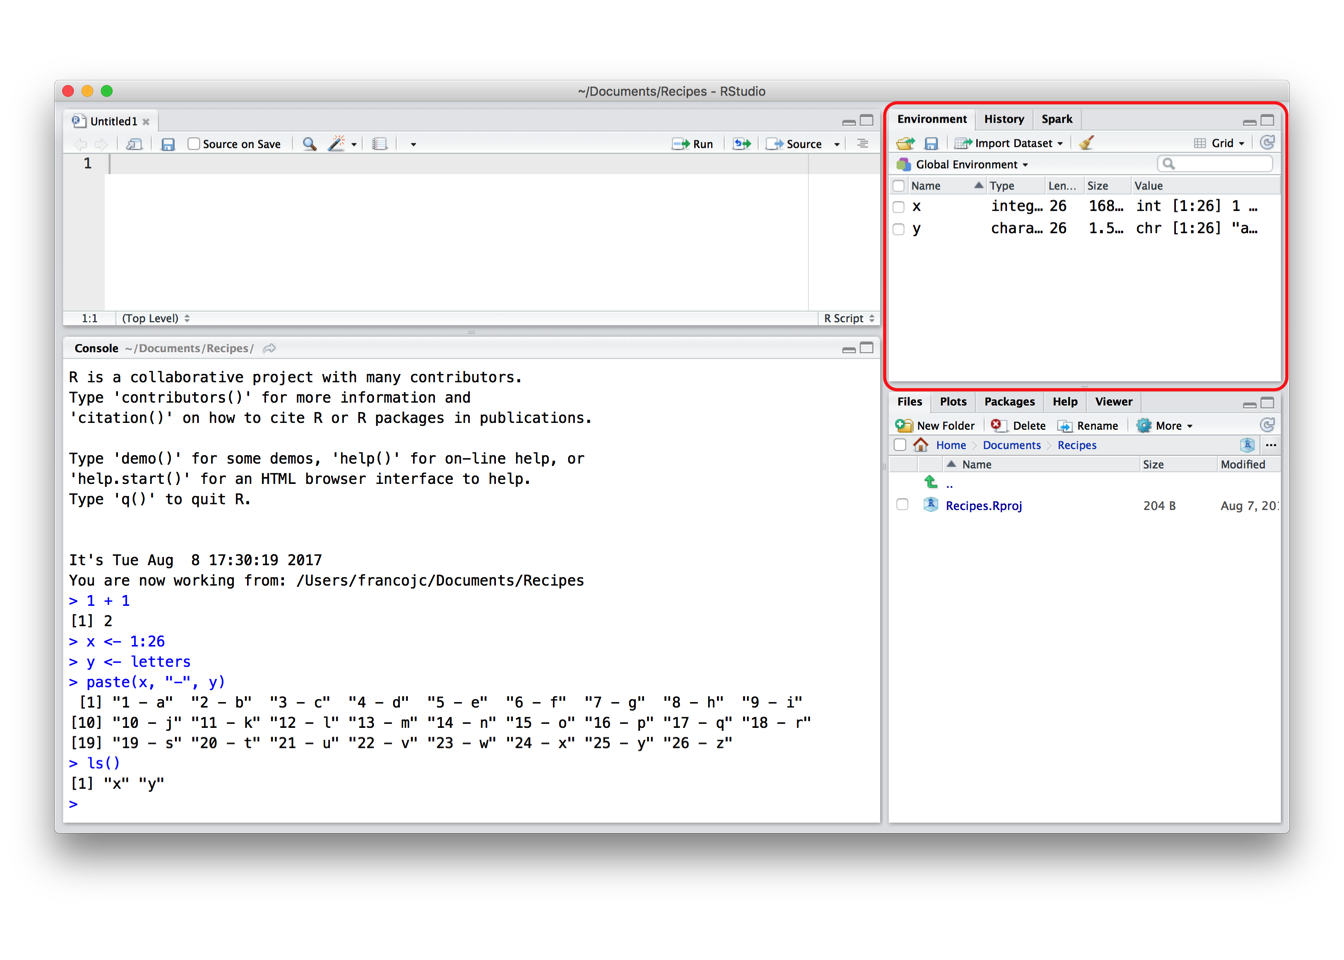 ~/Documents/Recipes - RStudio
Untitled1
Source on Save
Run
Source
1
1:1
(Top Level)
R Script
Console ~/Documents/Recipes/
R is a collaborative project with many contributors.
Type 'contributors()' for more information and
'citation()' on how to cite R or R packages in publications.
Type 'demo()' for some demos, 'help()' for on-line help, or
'help.start()' for an HTML browser interface to help.
Type 'q()' to quit R.
It's Tue Aug  8 17:30:19 2017
You are now working from: /Users/francojc/Documents/Recipes
> 1 + 1
[1] 2
> x <- 1:26
> y <- letters
> paste(x, "-", y)
 [1] "1 - a"  "2 - b"  "3 - c"  "4 - d"  "5 - e"  "6 - f"  "7 - g"  "8 - h"  "9 - i"
[10] "10 - j" "11 - k" "12 - l" "13 - m" "14 - n" "15 - o" "16 - p" "17 - q" "18 - r"
[19] "19 - s" "20 - t" "21 - u" "22 - v" "23 - w" "24 - x" "25 - y" "26 - z"
> ls()
[1] "x" "y"
>
Environment History Spark
Import Dataset Grid
Global Environment
Name Type Len... Size Value
x integ... 26 168... int [1:26] 1 ...
y chara... 26 1.5... chr [1:26] "a...
Files Plots Packages Help Viewer
New Folder Delete Rename More
Home Documents Recipes ...
Name Size Modified
..
Recipes.Rproj 204 B Aug 7, 20